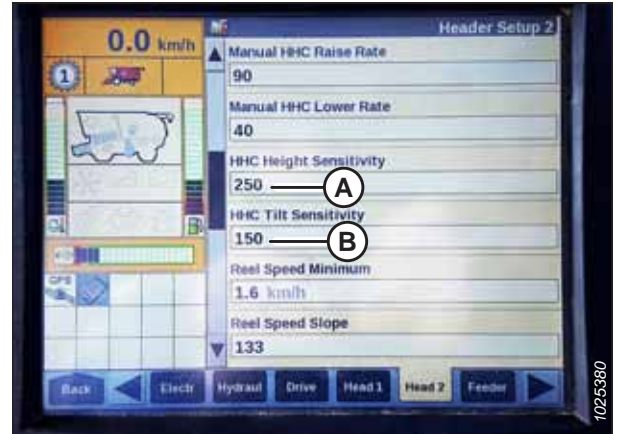 0.0 km/h
Header Setup 2
1
Manual HHC Raise Rate
90
Manual HHC Lower Rate
40
HHC Height Sensitivity
250
A
HHC Tilt Sensitivity
150
B
Reel Speed Minimum
1.6 km/h
GPS
Reel Speed Slope
133
Back
Electr
Hydraul
Drive
Head 1
Head 2
Feeder
1025380